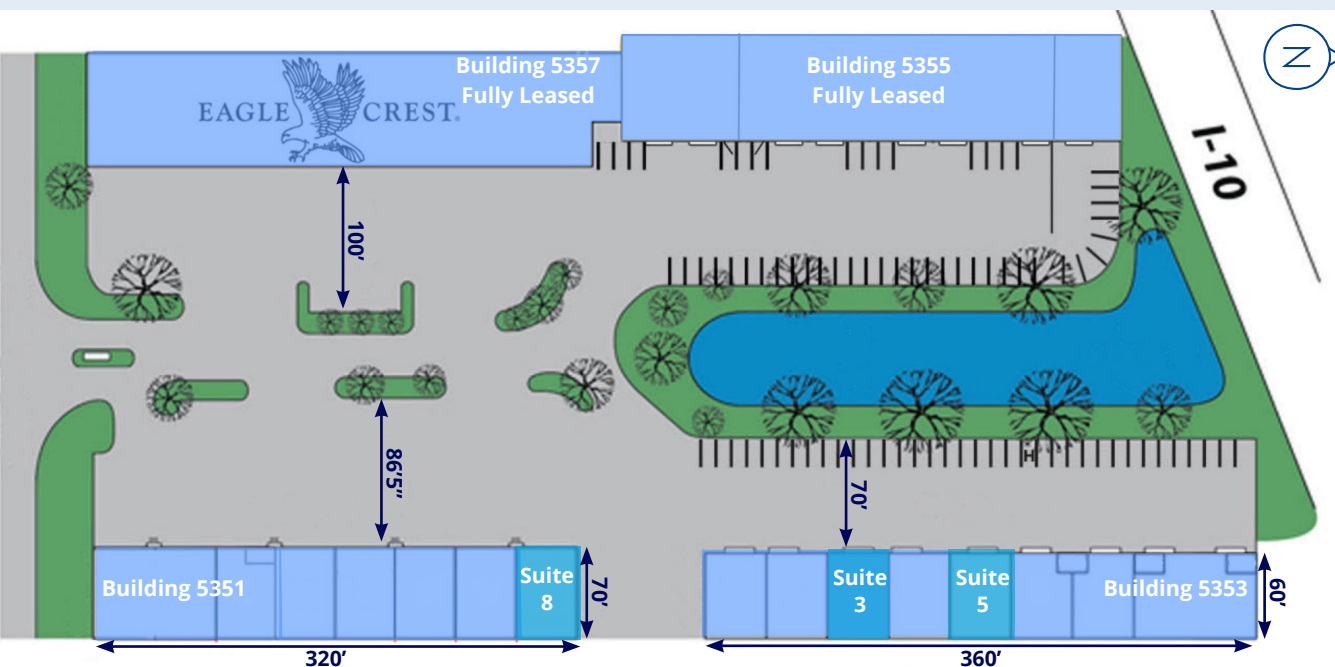 Building 5357
Fully Leased
Building 5355
Fully Leased
EAGLE CREST®
N
I-10
100’
86’5”
70’
H
Building 5351
Suite
8
70’
Suite
3
Suite
5
Building 5353
60’
320’
360’